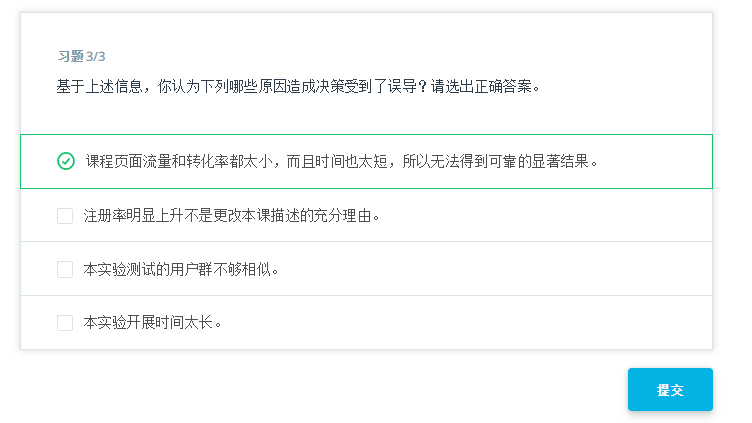 习题 3/3
基于上述信息，你认为下列哪些原因造成决策受到了误导？请选出正确答案。
课程页面流量和转化率都太小，而且时间也太短，所以无法得到可靠的显著结果。
注册率明显上升不是更改本课描述的充分理由。
本实验测试的用户群不够相似。
本实验开展时间太长。
提交